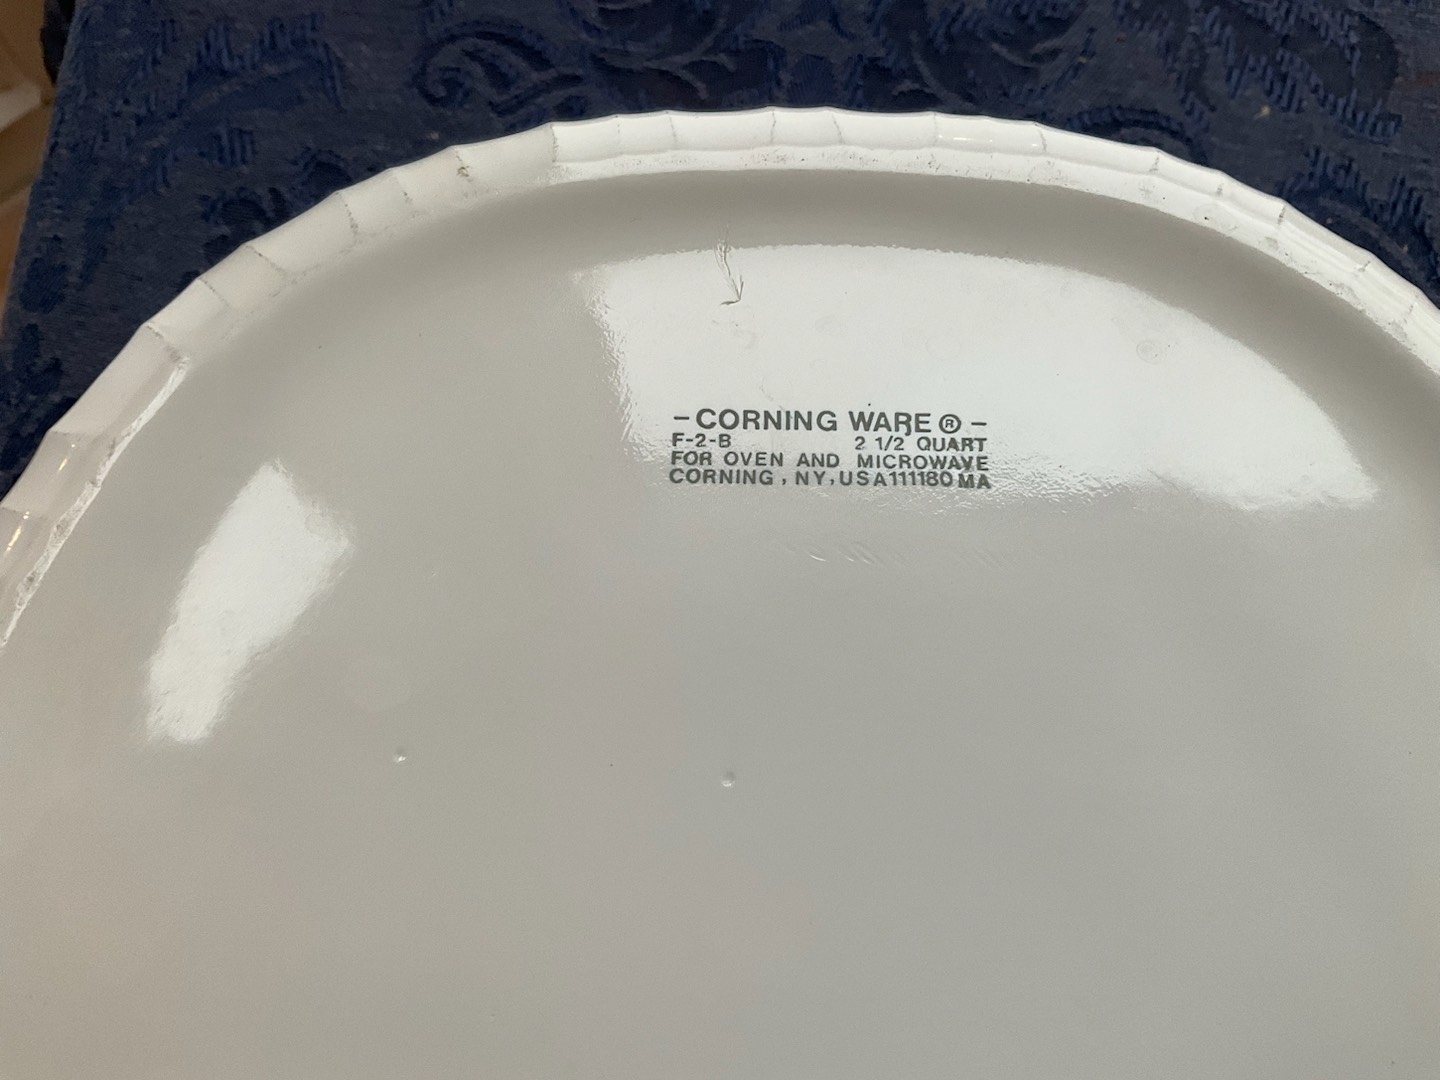 -CORNING WARE®-
F-2-B 2 1/2 QUART
FOR OVEN AND MICROWAVE
CORNING, NY, USA 111180 MA